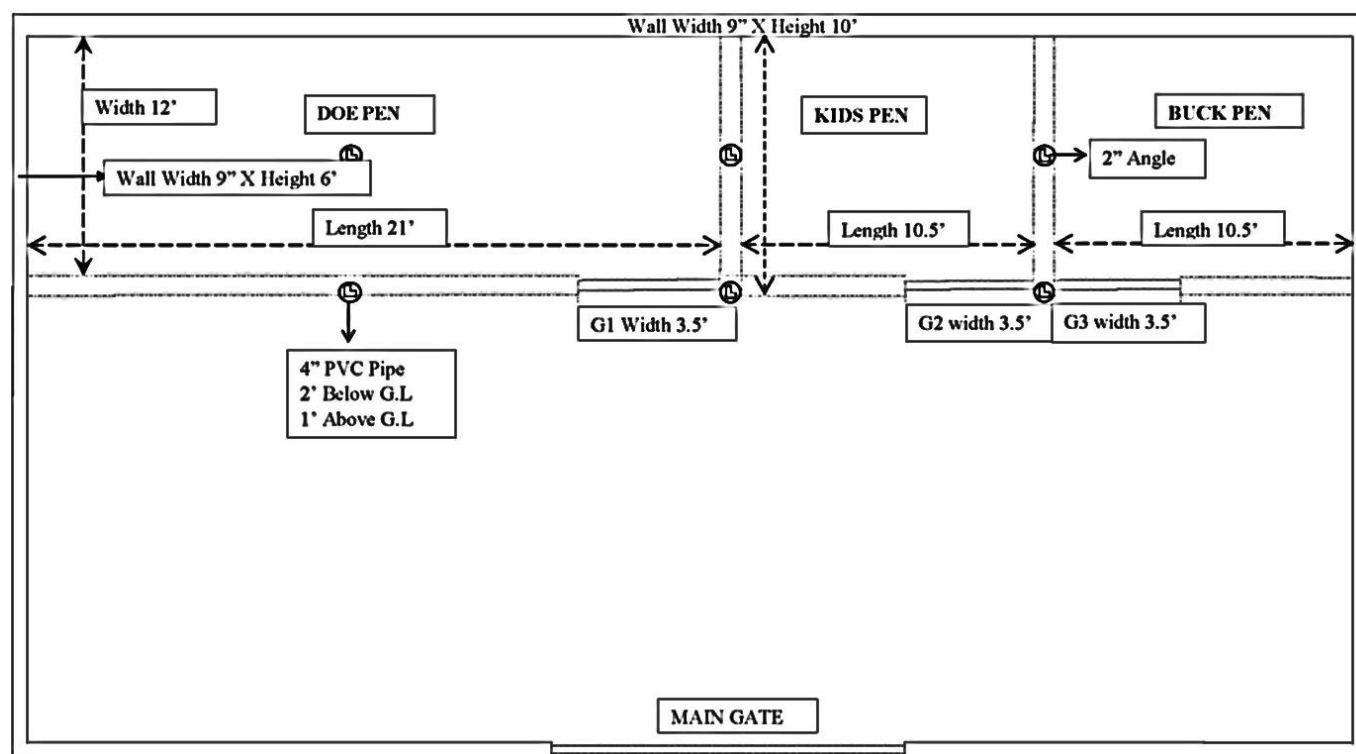 Wall Width 9” X Height 10’
Width 12’
DOE PEN
KIDS PEN
BUCK PEN
2” Angle
Wall Width 9” X Height 6’
Length 21’
Length 10.5’
Length 10.5’
G1 Width 3.5’
G2 width 3.5’
G3 width 3.5’
4” PVC Pipe
2’ Below G.L
1’ Above G.L
MAIN GATE